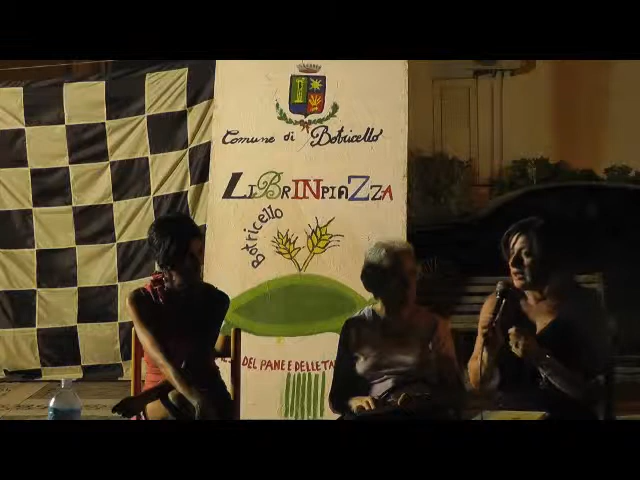 Comune di Botricello
LiBrINPIAZZA
Botricello
DEL PANE E DELLE